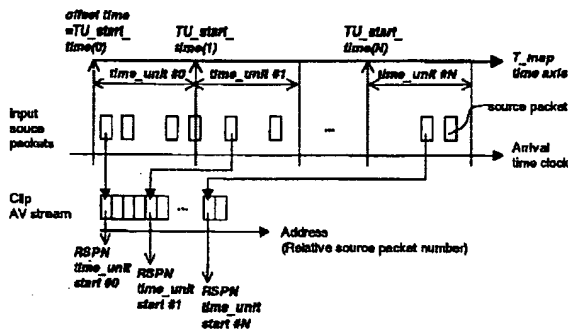 offset time
=TU_start_
time(0)
TU_start_
time(1)
TU_start_
time(N)
T_map
time axis
time_unit #0
time_unit #1
time_unit #N
source packet
Input
souce
packets
...
Arrival
time clock
Clip
AV stream
...
Address
(Relative source packet number)
RSPN
time_unit
start #0
RSPN
time_unit
start #1
RSPN
time_unit
start #N